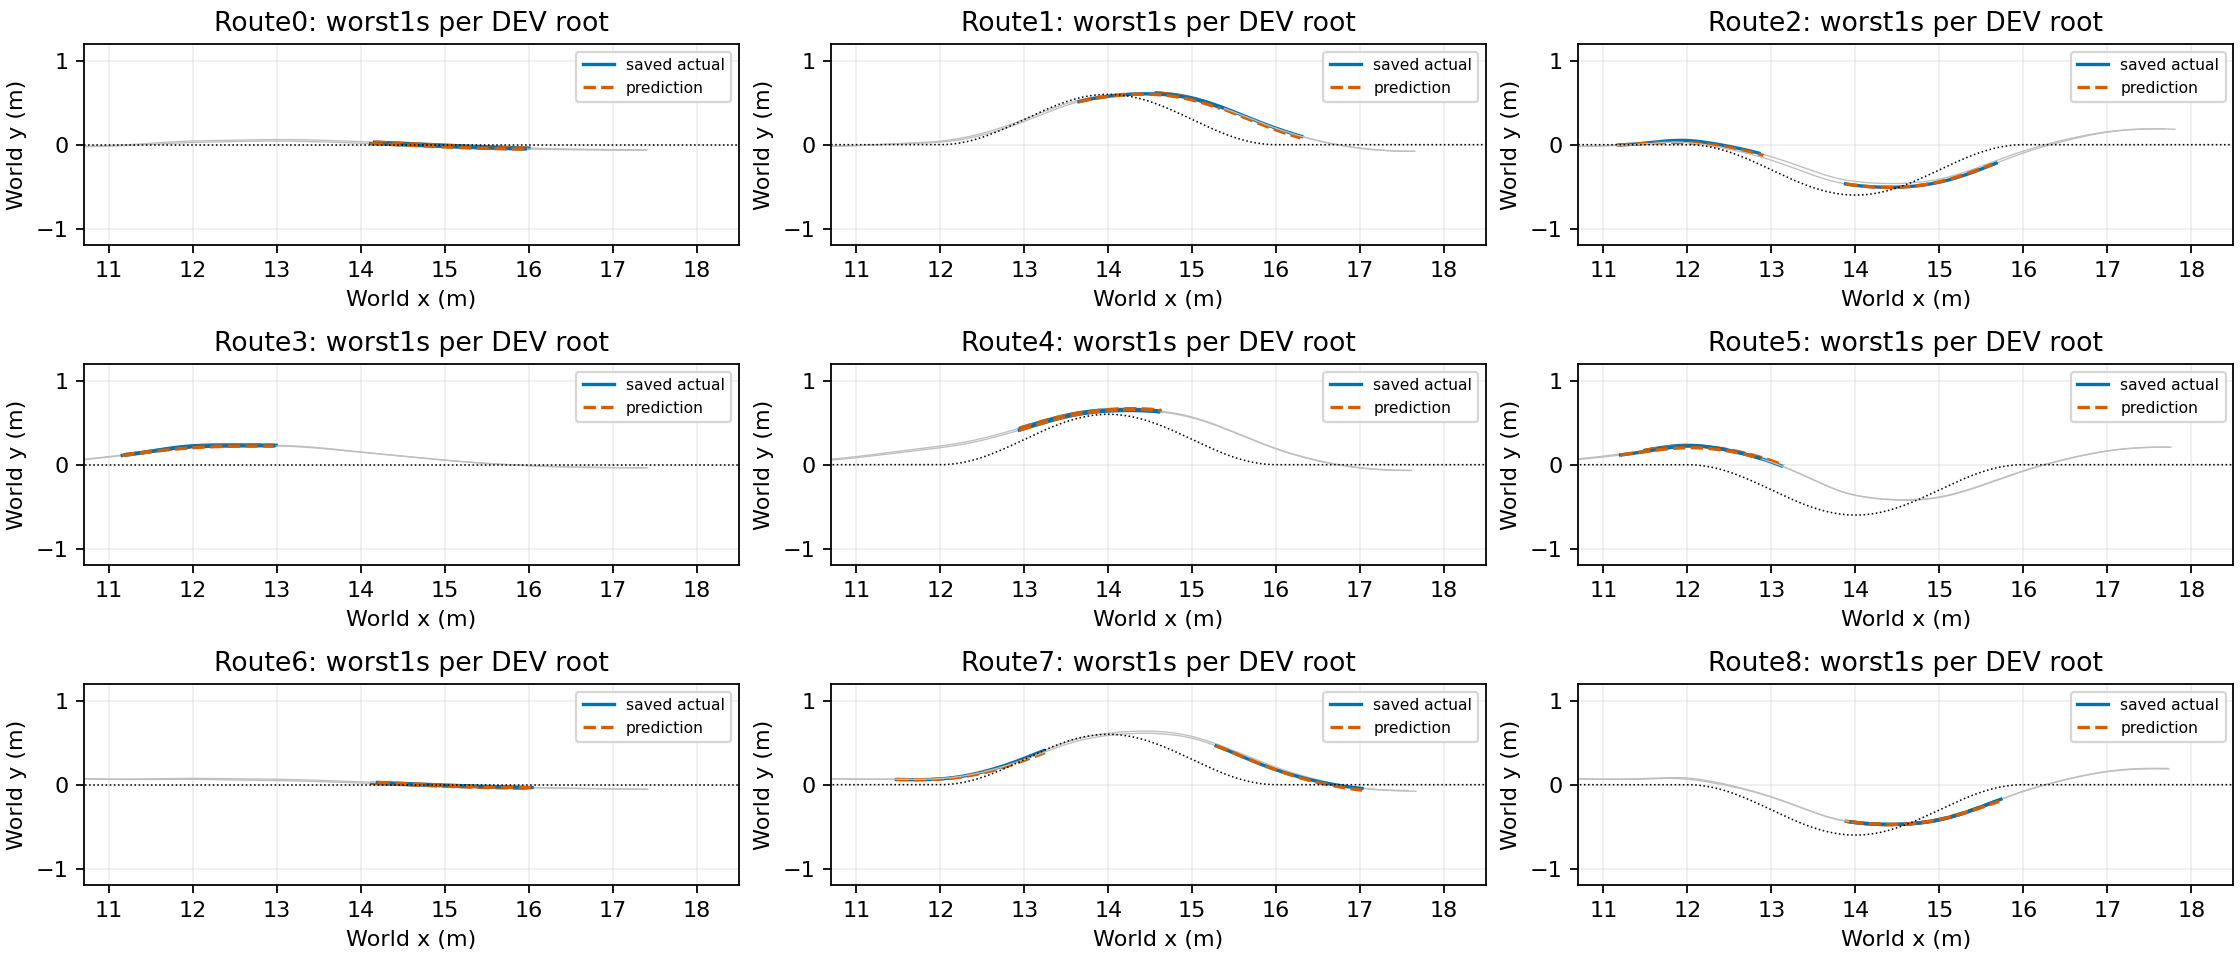 Route0: worst1s per DEV root
World y (m)
1
0
−1
saved actual
prediction
11 12 13 14 15 16 17 18
World x (m)
Route1: worst1s per DEV root
World y (m)
1
0
−1
saved actual
prediction
11 12 13 14 15 16 17 18
World x (m)
Route2: worst1s per DEV root
World y (m)
1
0
−1
saved actual
prediction
11 12 13 14 15 16 17 18
World x (m)
Route3: worst1s per DEV root
World y (m)
1
0
−1
saved actual
prediction
11 12 13 14 15 16 17 18
World x (m)
Route4: worst1s per DEV root
World y (m)
1
0
−1
saved actual
prediction
11 12 13 14 15 16 17 18
World x (m)
Route5: worst1s per DEV root
World y (m)
1
0
−1
saved actual
prediction
11 12 13 14 15 16 17 18
World x (m)
Route6: worst1s per DEV root
World y (m)
1
0
−1
saved actual
prediction
11 12 13 14 15 16 17 18
World x (m)
Route7: worst1s per DEV root
World y (m)
1
0
−1
saved actual
prediction
11 12 13 14 15 16 17 18
World x (m)
Route8: worst1s per DEV root
World y (m)
1
0
−1
saved actual
prediction
11 12 13 14 15 16 17 18
World x (m)